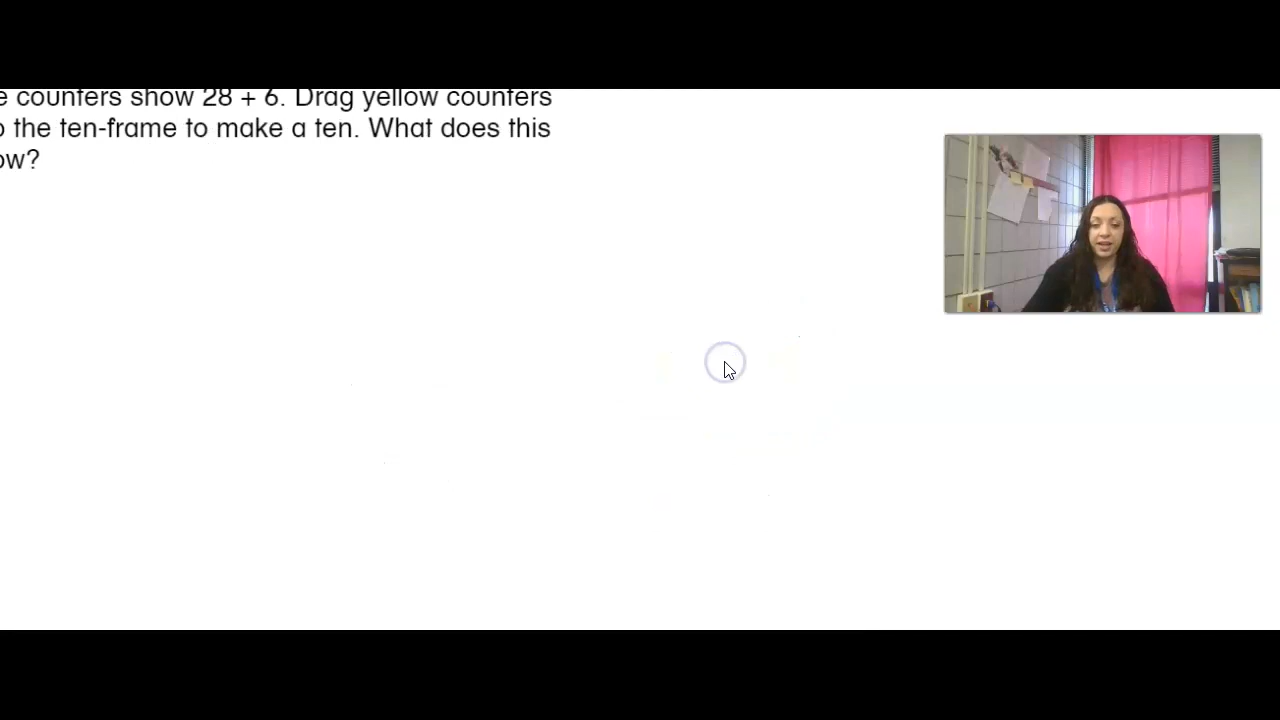 e counters show 28 + 6. Drag yellow counters
o the ten-frame to make a ten. What does this
ow?